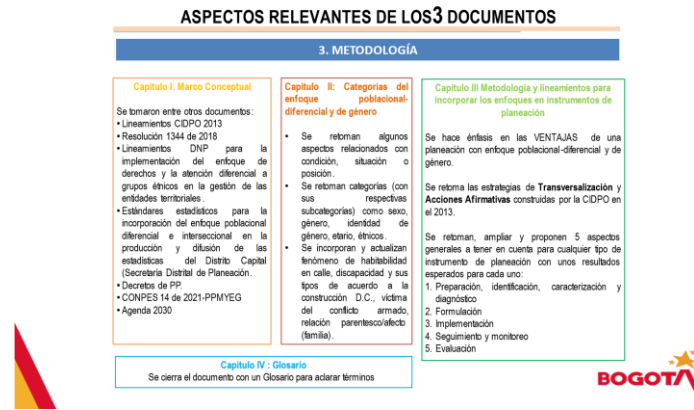 ASPECTOS RELEVANTES DE LOS3 DOCUMENTOS
3. METODOLOGÍA
Capítulo I: Marco Conceptual
Se tomaron entre otros documentos:
• Lineamientos CIDPO 2013
• Resolución 1344 de 2018
• Lineamientos DNP para la
implementación del enfoque de
derechos y la atención diferencial a
grupos étnicos en la gestión de las
entidades territoriales.
• Estándares estadísticos para la
incorporación del enfoque poblacional
diferencial e interseccional en la
producción y difusión de las
estadísticas del Distrito Capital
(Secretaría Distrital de Planeación.
• Decretos de PP.
• CONPES 14 de 2021-PPMYEG
• Agenda 2030
Capítulo II: Categorías del
enfoque poblacional-
diferencial y de género
• Se retoman algunos
aspectos relacionados con
condición, situación o
posición.
• Se retoman categorías (con
sus respectivas
subcategorías) como sexo,
género, identidad de
género, etario, étnicos.
• Se incorporan y actualizan
fenómeno de habitabilidad
en calle, discapacidad y sus
tipos de acuerdo a la
construcción D.C., víctima
del conflicto armado,
relación parentesco/afecto
(familia).
Capítulo III Metodología y lineamientos para
incorporar los enfoques en instrumentos de
planeación
Se hace énfasis en las VENTAJAS de una
planeación con enfoque poblacional-diferencial y de
género.
Se retoma las estrategias de Transversalización y
Acciones Afirmativas construidas por la CIDPO en
el 2013.
Se retoman, ampliar y proponen 5 aspectos
generales a tener en cuenta para cualquier tipo de
instrumento de planeación con unos resultados
esperados para cada uno:
1. Preparación, identificación, caracterización y
diagnóstico
2. Formulación
3. Implementación
4. Seguimiento y monitoreo
5. Evaluación
Capítulo IV : Glosario
Se cierra el documento con un Glosario para aclarar términos
BOGOTÁ